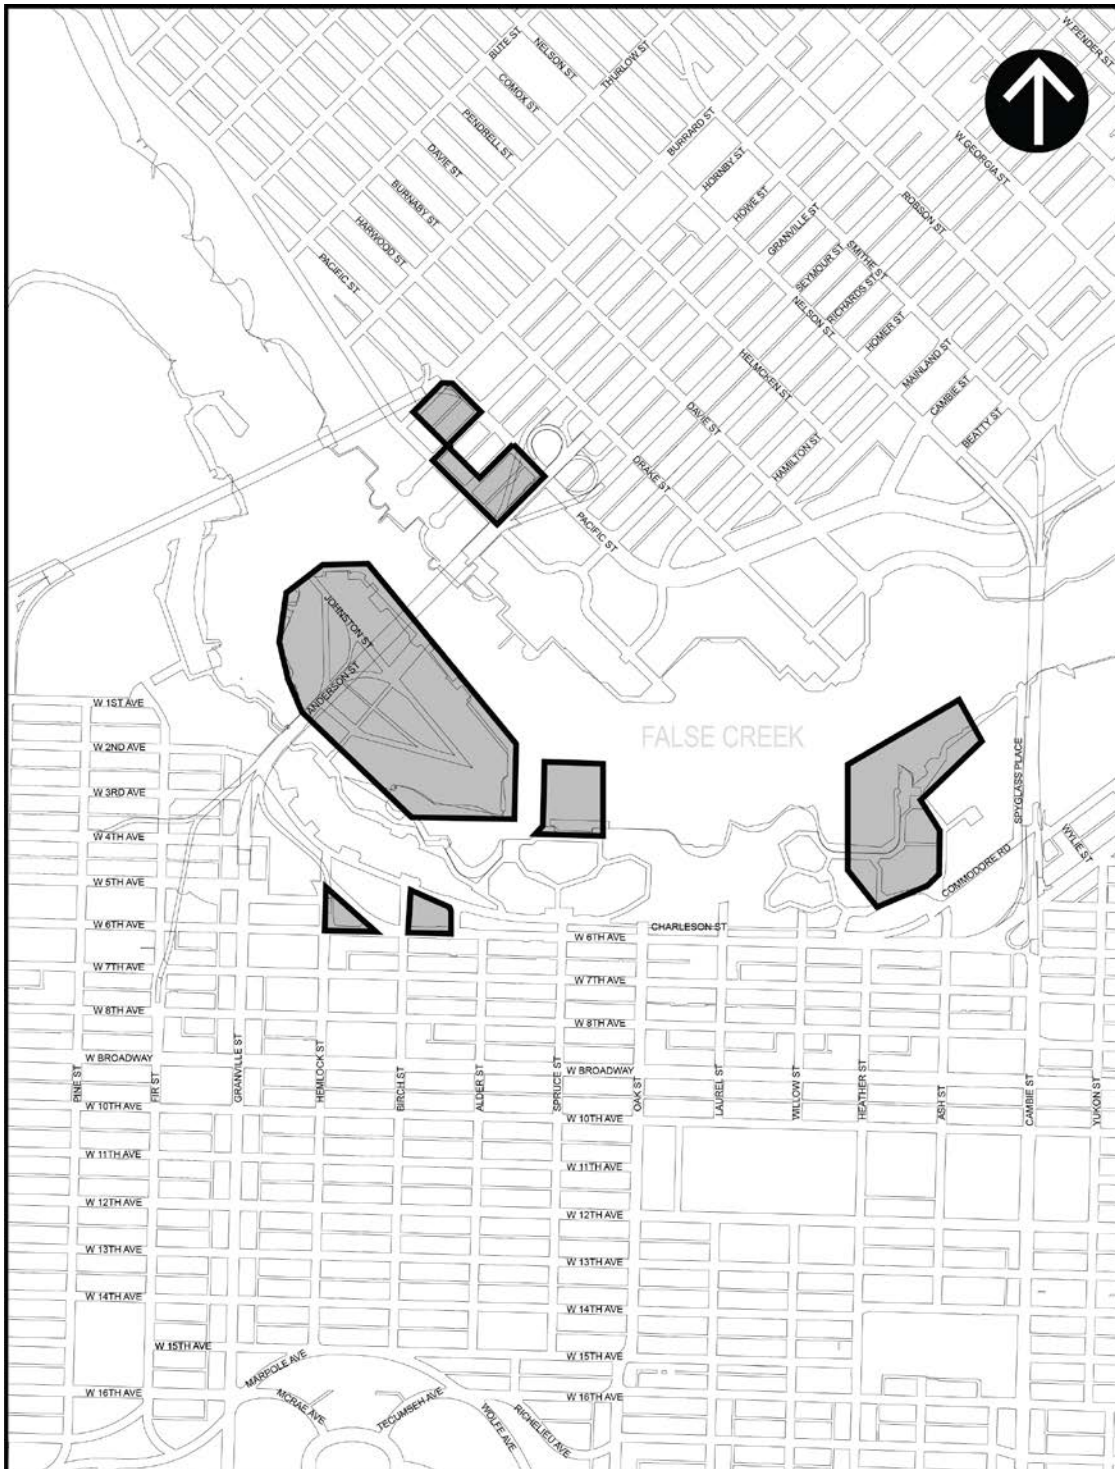 W PENDER ST
BUTE ST
NELSON ST
THURLOW ST
COMOX ST
PENDRELL ST
BURRARD ST
W GEORGIA ST
DAVIE ST
HORNBY ST
BURNABY ST
HOWE ST
ROBSON ST
HARWOOD ST
GRANVILLE ST
SMITHE ST
PACIFIC ST
SEYMOUR ST
RICHARDS ST
NELSON ST
HOMER ST
MAINLAND ST
HELMCKEN ST
CAMBIE ST
DAVIE ST
BEATTY ST
HAMILTON ST
DRAKE ST
PACIFIC ST
JOHNSTON ST
ANDERSON ST
W 1ST AVE
FALSE CREEK
W 2ND AVE
SPYGLASS PLACE
W 3RD AVE
W 4TH AVE
WYLIE ST
COMMODORE RD
W 5TH AVE
W 6TH AVE
CHARLESON ST
W 6TH AVE
W 7TH AVE
W 7TH AVE
W 8TH AVE
W 8TH AVE
W BROADWAY
W BROADWAY
PINE ST
FIR ST
GRANVILLE ST
HEMLOCK ST
BIRCH ST
ALDER ST
SPRUCE ST
OAK ST
LAUREL ST
WILLOW ST
HEATHER ST
ASH ST
CAMBIE ST
YUKON ST
W 10TH AVE
W 10TH AVE
W 11TH AVE
W 11TH AVE
W 12TH AVE
W 12TH AVE
W 13TH AVE
W 13TH AVE
W 14TH AVE
W 14TH AVE
W 15TH AVE
W 15TH AVE
MARPOLE AVE
W 16TH AVE
W 16TH AVE
MCRAE AVE
TECUMSEH AVE
WOLFE AVE
RICHELIEU AVE